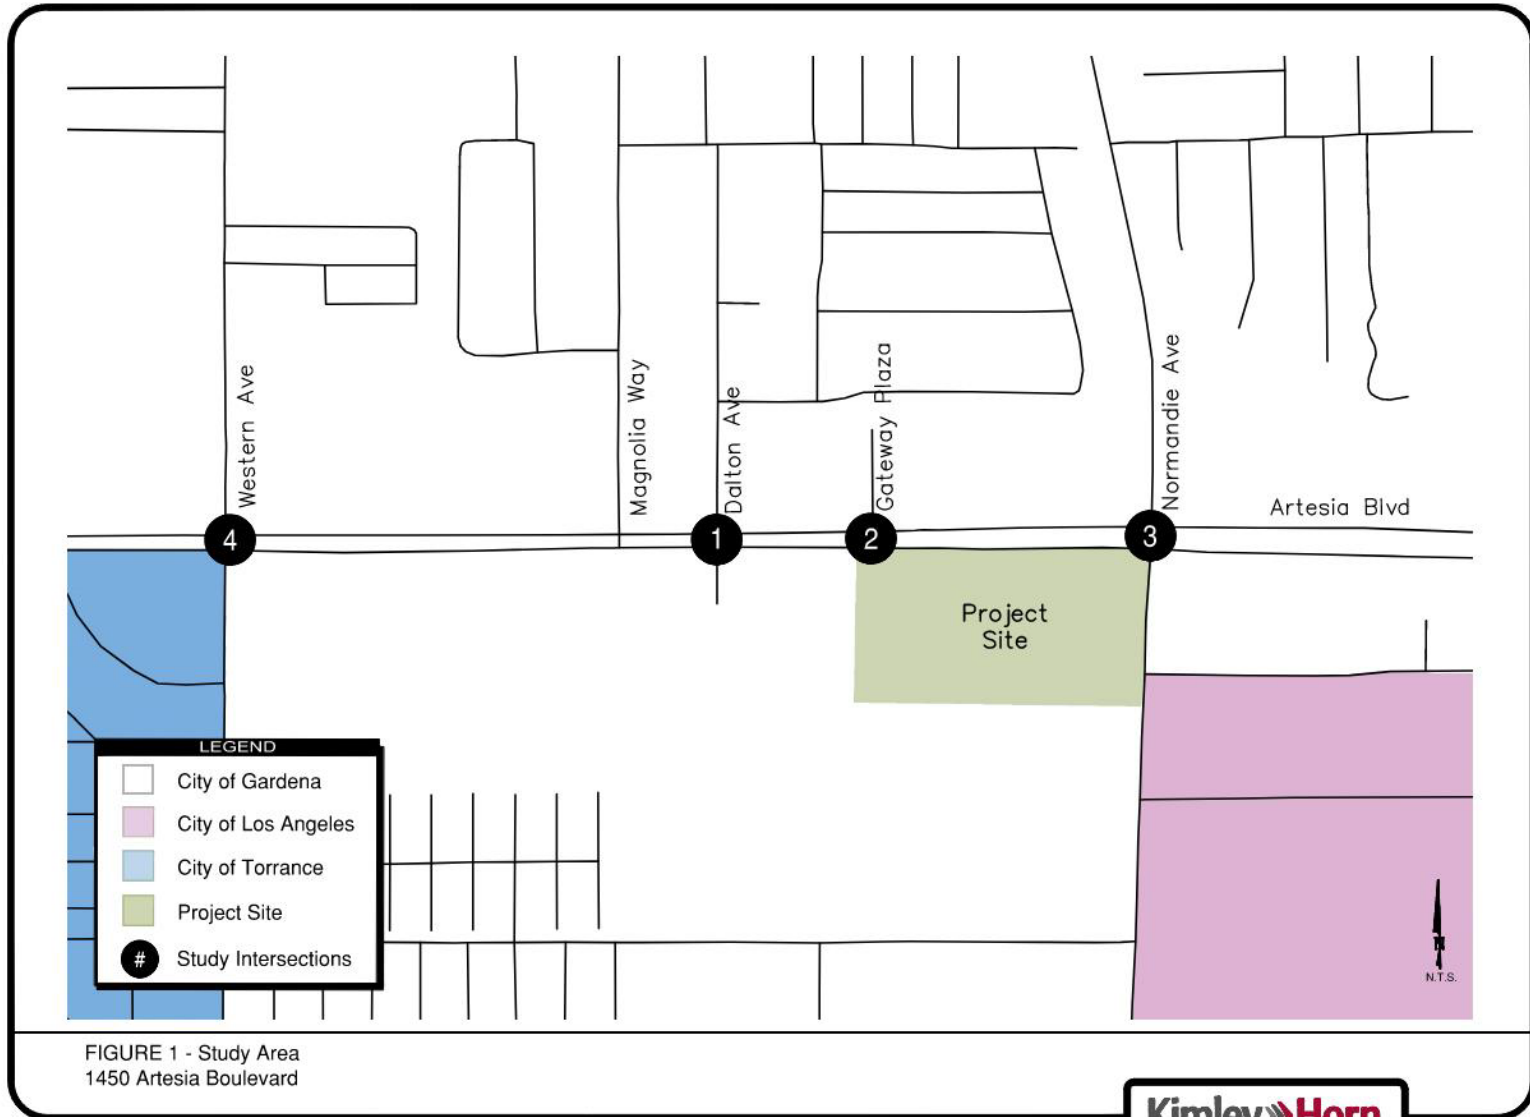 Western Ave
Magnolia Way
Dalton Ave
Gateway Plaza
Normandie Ave
Artesia Blvd
4
1
2
3
Project
Site
LEGEND
City of Gardena
City of Los Angeles
City of Torrance
Project Site
# Study Intersections
N
N.T.S.
FIGURE 1 - Study Area
1450 Artesia Boulevard
Kimley»Horn